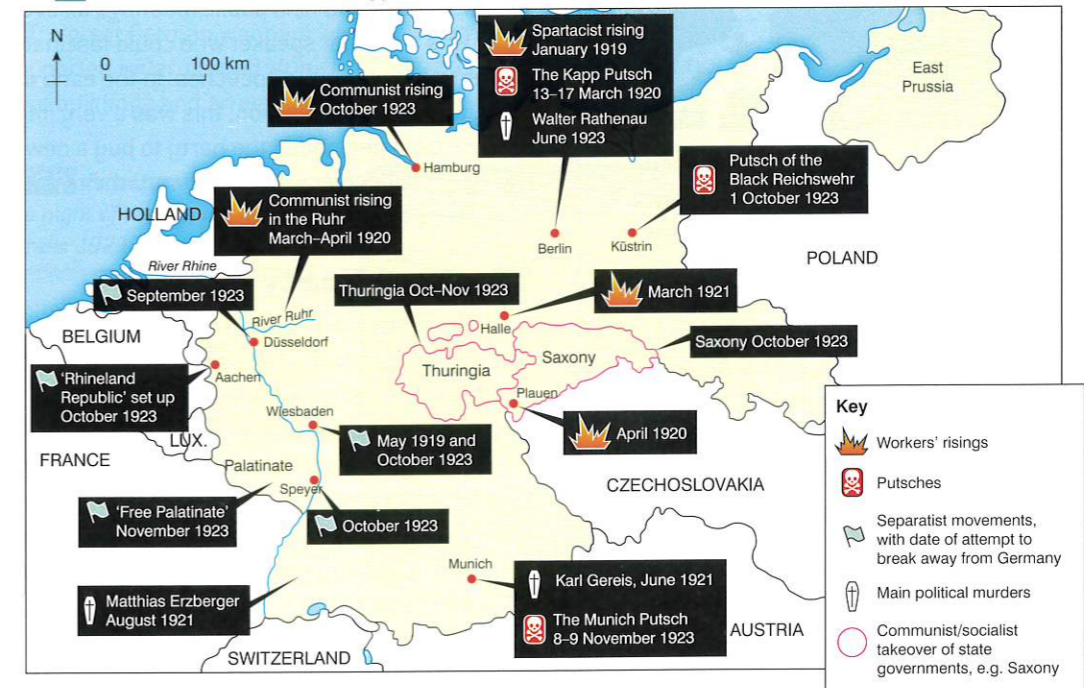 N
0 100 km
Spartacist rising
January 1919
The Kapp Putsch
13–17 March 1920
Walter Rathenau
June 1923
East
Prussia
Communist rising
October 1923
Hamburg
Putsch of the
Black Reichswehr
1 October 1923
HOLLAND
Communist rising
in the Ruhr
March–April 1920
Berlin
Küstrin
POLAND
River Rhine
September 1923
Thuringia Oct–Nov 1923
March 1921
River Ruhr
BELGIUM
Düsseldorf
Halle
Saxony
Saxony October 1923
Thuringia
Aachen
'Rhineland
Republic' set up
October 1923
Plauen
Wiesbaden
April 1920
LUX.
May 1919 and
October 1923
FRANCE
Palatinate
Speyer
CZECHOSLOVAKIA
'Free Palatinate'
November 1923
October 1923
Munich
Karl Gereis, June 1921
The Munich Putsch
8–9 November 1923
Matthias Erzberger
August 1921
AUSTRIA
SWITZERLAND
Key
Workers' risings
Putsches
Separatist movements,
with date of attempt to
break away from Germany
Main political murders
Communist/socialist
takeover of state
governments, e.g. Saxony